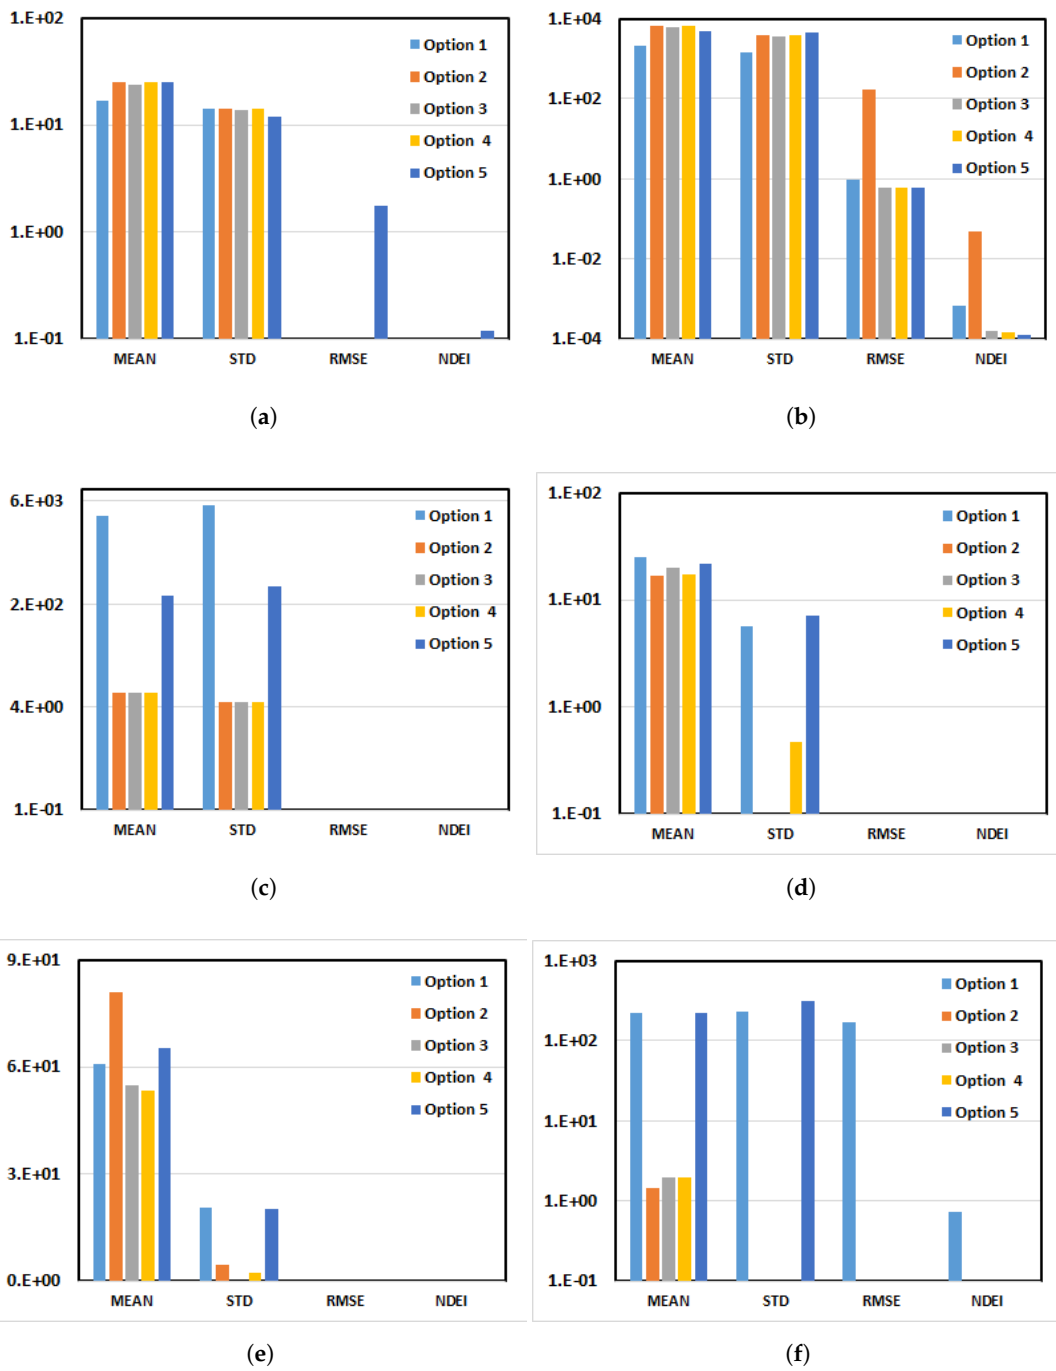 1.E+02
1.E+01
1.E+00
1.E-01
MEAN STD RMSE NDEI
Option 1
Option 2
Option 3
Option 4
Option 5
(a)
1.E+04
1.E+02
1.E+00
1.E-02
1.E-04
MEAN STD RMSE NDEI
Option 1
Option 2
Option 3
Option 4
Option 5
(b)
6.E+03
2.E+02
4.E+00
1.E-01
MEAN STD RMSE NDEI
Option 1
Option 2
Option 3
Option 4
Option 5
(c)
1.E+02
1.E+01
1.E+00
1.E-01
MEAN STD RMSE NDEI
Option 1
Option 2
Option 3
Option 4
Option 5
(d)
9.E+01
6.E+01
3.E+01
0.E+00
MEAN STD RMSE NDEI
Option 1
Option 2
Option 3
Option 4
Option 5
(e)
1.E+03
1.E+02
1.E+01
1.E+00
1.E-01
MEAN STD RMSE NDEI
Option 1
Option 2
Option 3
Option 4
Option 5
(f)